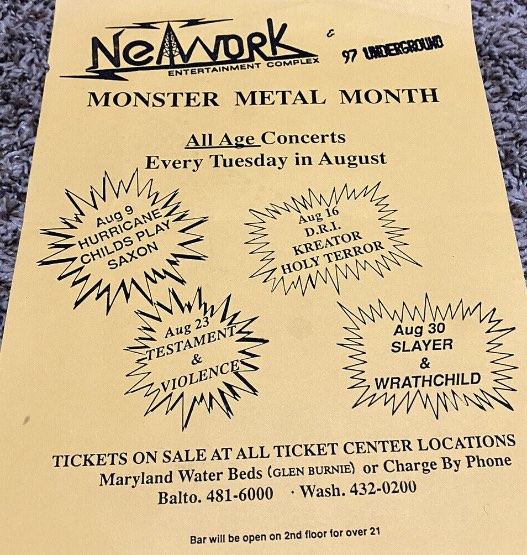 NetWORK
ENTERTAINMENT COMPLEX
& 97 UNDERGROUND
MONSTER METAL MONTH
All Age Concerts
Every Tuesday in August
Aug 9
HURRICANE
CHILDS PLAY
SAXON
Aug 16
D.R.I.
KREATOR
HOLY TERROR
Aug 23
TESTAMENT
&
VIOLENCE
Aug 30
SLAYER
&
WRATHCHILD
TICKETS ON SALE AT ALL TICKET CENTER LOCATIONS
Maryland Water Beds (GLEN BURNIE) or Charge By Phone
Balto. 481-6000 · Wash. 432-0200
Bar will be open on 2nd floor for over 21